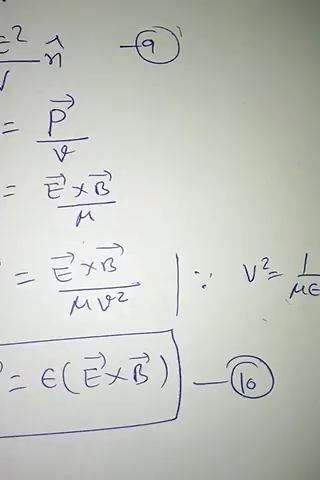 E²/V n̂ — (9)
= P⃗/v
= E⃗ × B⃗/μ
= E⃗ × B⃗/μv² | ∵ V² = 1/μϵ
= ϵ(E⃗ × B⃗) — (10)